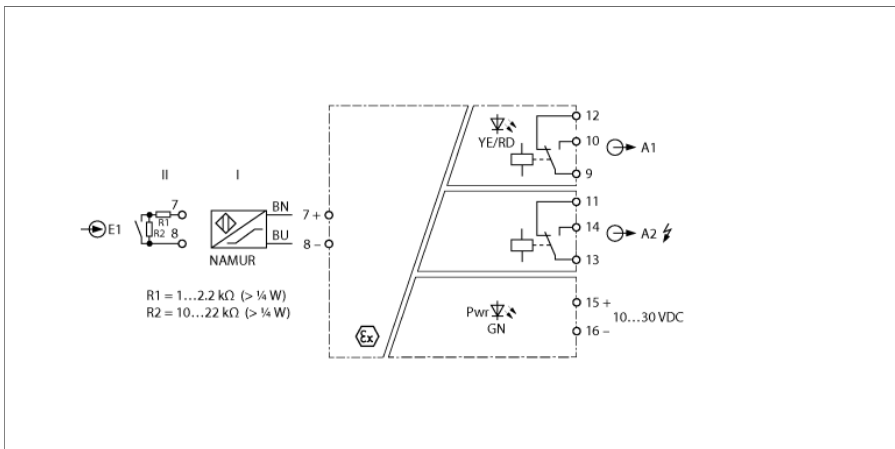 II
I
E1
7
R1
R2
8
NAMUR
BN
BU
7 +
8 –
R1 = 1...2.2 kΩ (> ¼ W)
R2 = 10...22 kΩ (> ¼ W)
Ex
YE/RD
12
10
9
A1
11
14
13
A2
Pwr
GN
15 +
16 –
10...30 VDC